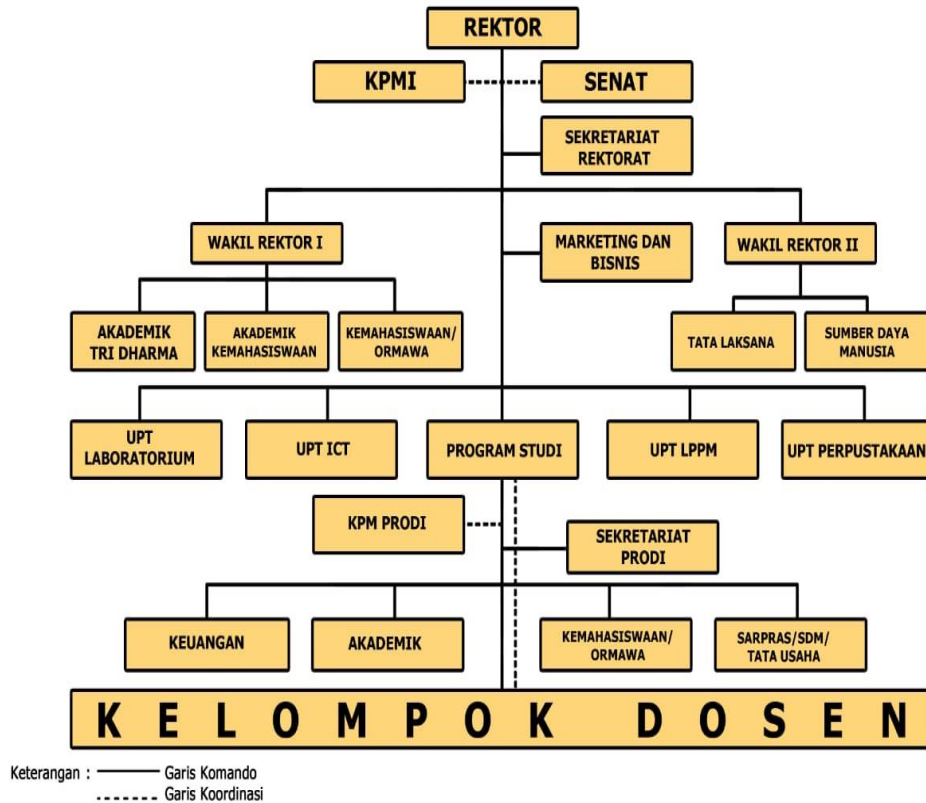 REKTOR
KPMI
SENAT
SEKRETARIAT
REKTORAT
WAKIL REKTOR I
MARKETING DAN
BISNIS
WAKIL REKTOR II
AKADEMIK
TRI DHARMA
AKADEMIK
KEMAHASISWAAN
KEMAHASISWAAN/
ORMAWA
TATA LAKSANA
SUMBER DAYA
MANUSIA
UPT
LABORATORIUM
UPT ICT
PROGRAM STUDI
UPT LPPM
UPT PERPUSTAKAAN
KPM PRODI
SEKRETARIAT
PRODI
KEUANGAN
AKADEMIK
KEMAHASISWAAN/
ORMAWA
SARPRAS/SDM/
TATA USAHA
KELOMPOK DOSEN
Keterangan : Garis Komando
Garis Koordinasi